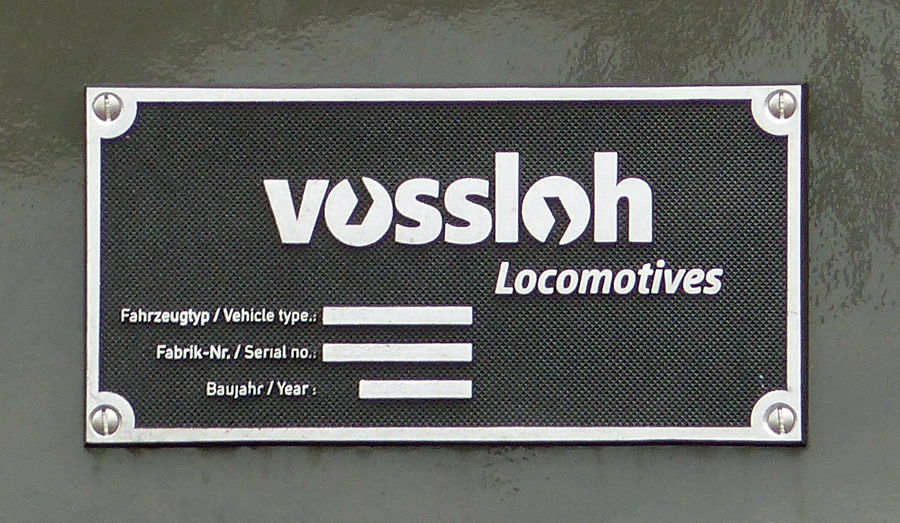 vossloh
Locomotives
Fahrzeugtyp / Vehicle type.:
Fabrik-Nr. / Serial no.:
Baujahr / Year :